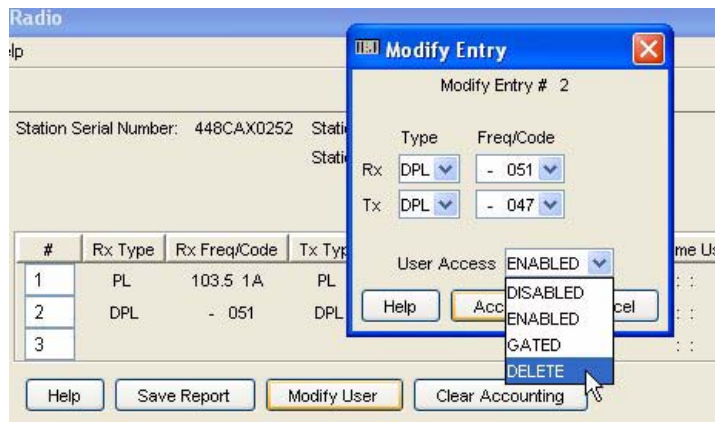 Radio
elp
Station Serial Number: 448CAX0252 Stati
Stati
# Rx Type Rx Freq/Code Tx Typ me Us
1 PL 103.5 1A PL : :
2 DPL - 051 DPL : :
3 : :
Help Save Report Modify User Clear Accounting
Modify Entry
Modify Entry # 2
Type Freq/Code
Rx DPL - 051
Tx DPL - 047
User Access ENABLED
DISABLED
ENABLED
GATED
DELETE
Help Acc cel